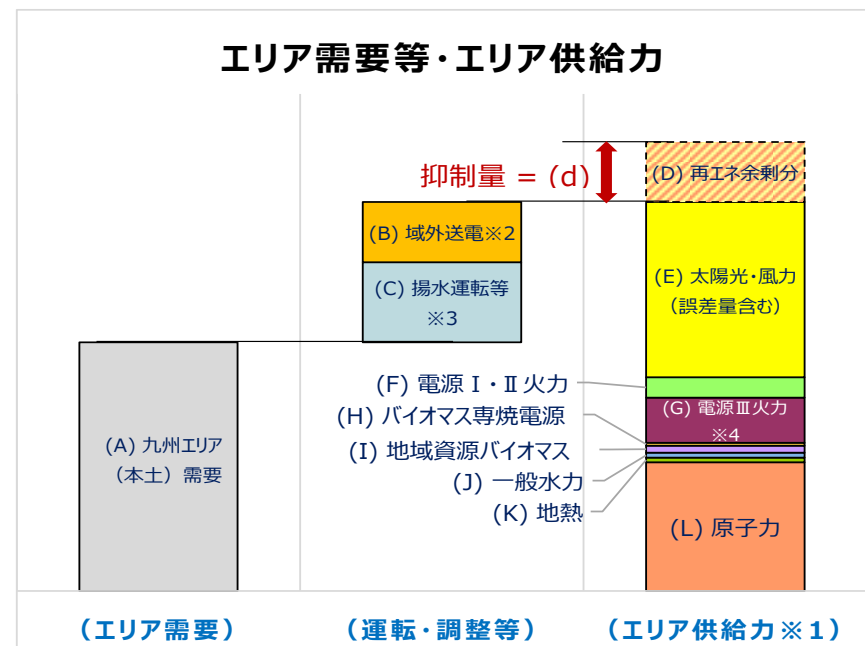 エリア需要等・エリア供給力
抑制量 = (d)
(D) 再エネ余剰分
(B) 域外送電※2
(C) 揚水運転等
※3
(E) 太陽光・風力
（誤差量含む）
(A) 九州エリア
（本土）需要
(F) 電源 I・II 火力
(G) 電源Ⅲ火力
※4
(H) バイオマス専焼電源
(I) 地域資源バイオマス
(J) 一般水力
(K) 地熱
(L) 原子力
（エリア需要）
（運転・調整等）
（エリア供給力※1）